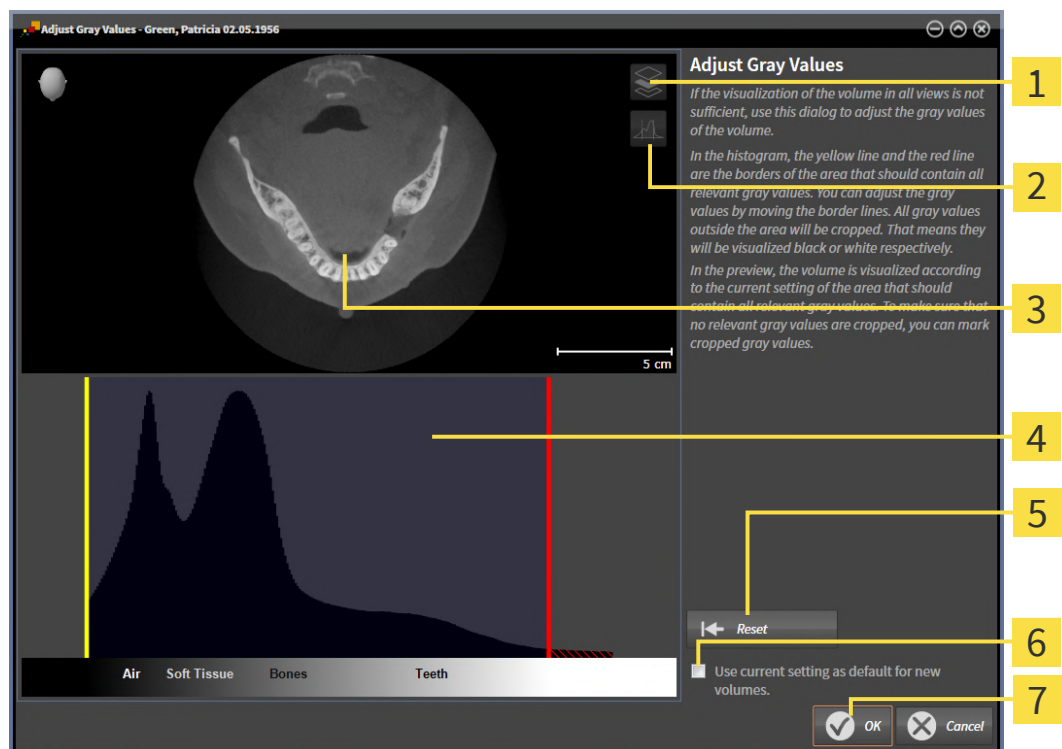 Adjust Gray Values - Green, Patricia 02.05.1956
Adjust Gray Values
If the visualization of the volume in all views is not
sufficient, use this dialog to adjust the gray values
of the volume.
In the histogram, the yellow line and the red line
are the borders of the area that should contain all
relevant gray values. You can adjust the gray
values by moving the border lines. All gray values
outside the area will be cropped. That means they
will be visualized black or white respectively.
In the preview, the volume is visualized according
to the current setting of the area that should
contain all relevant gray values. To make sure that
no relevant gray values are cropped, you can mark
cropped gray values.
1
2
3
5 cm
4
5
Reset
6
Use current setting as default for new
volumes.
Air Soft Tissue Bones Teeth
7
OK Cancel